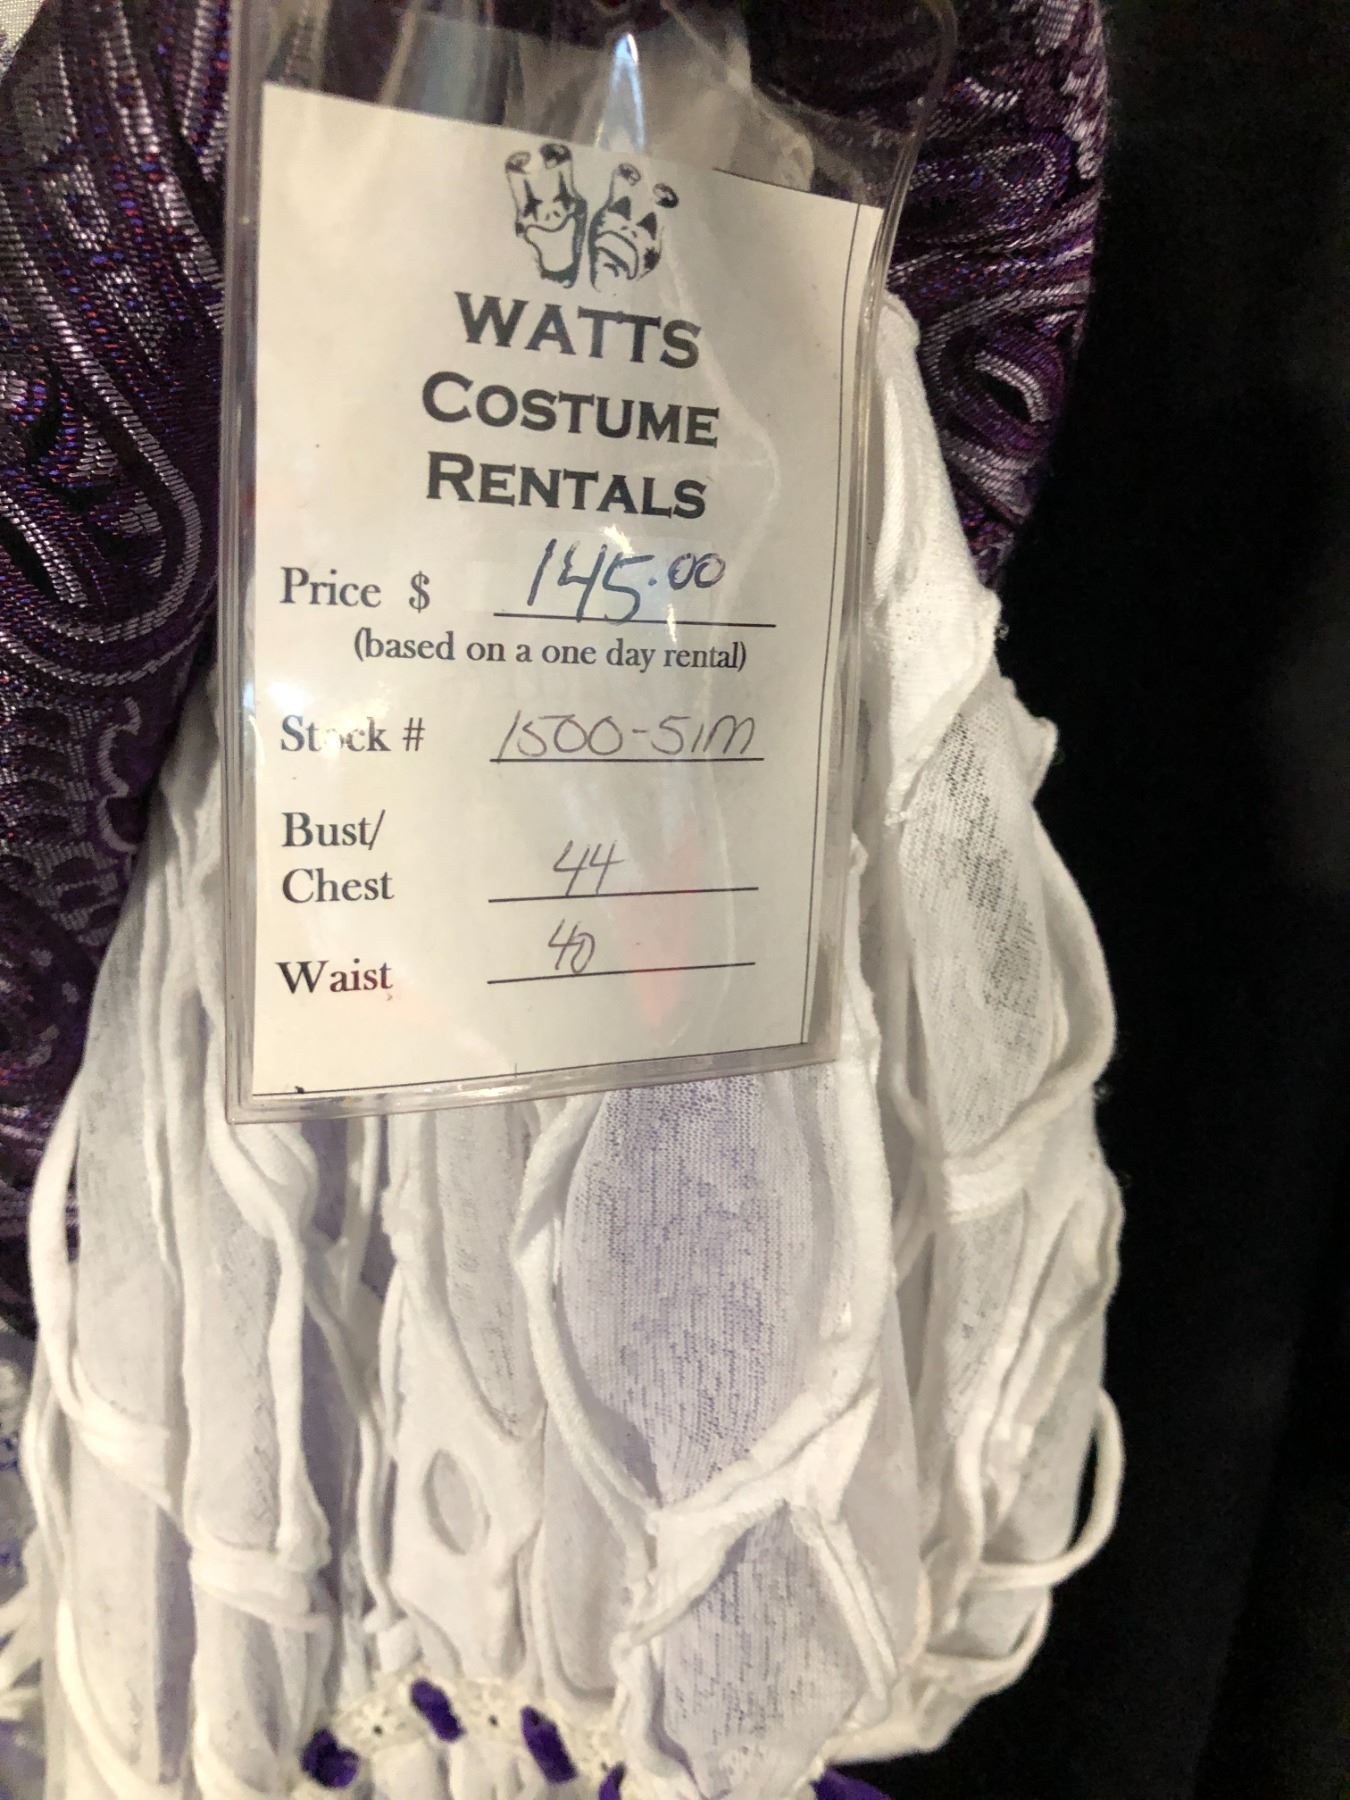 WATTS
COSTUME
RENTALS
Price $ 145.00
(based on a one day rental)
Stock # 1500-51M
Bust/
Chest 44
Waist 40